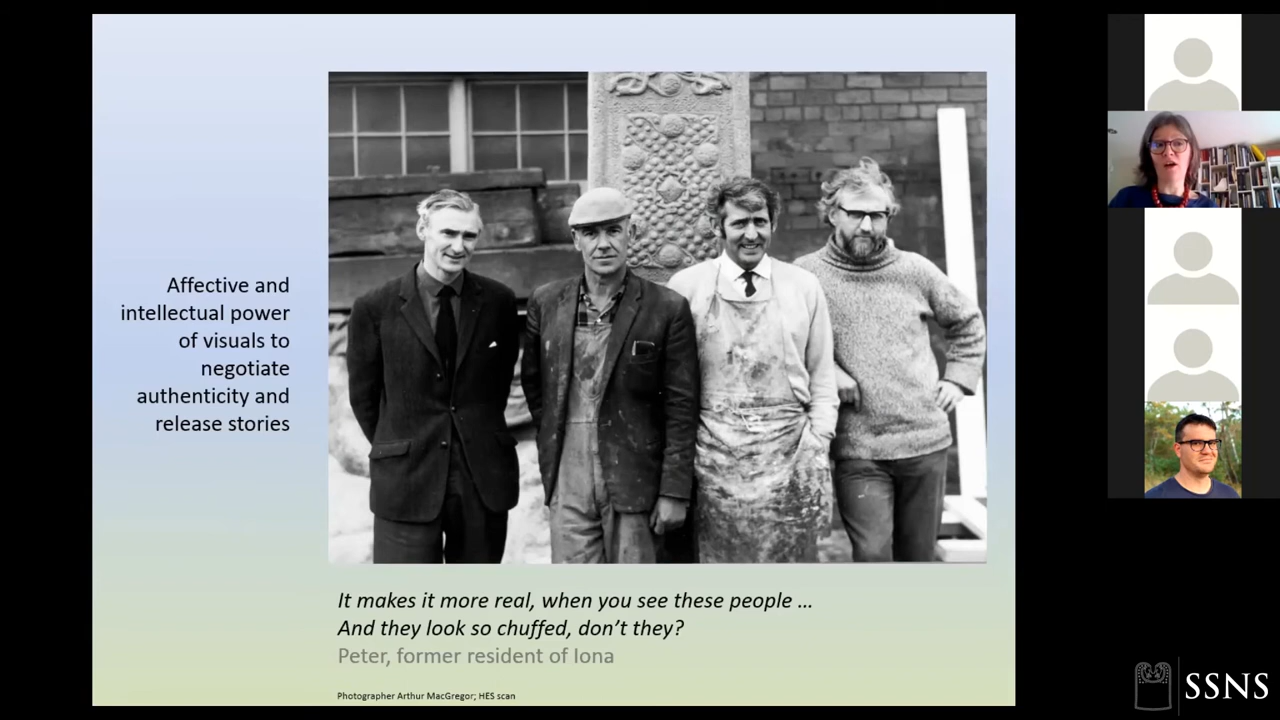 Affective and
intellectual power
of visuals to
negotiate
authenticity and
release stories
It makes it more real, when you see these people ...
And they look so chuffed, don’t they?
Peter, former resident of Iona
Photographer Arthur MacGregor; HES scan
SSNS